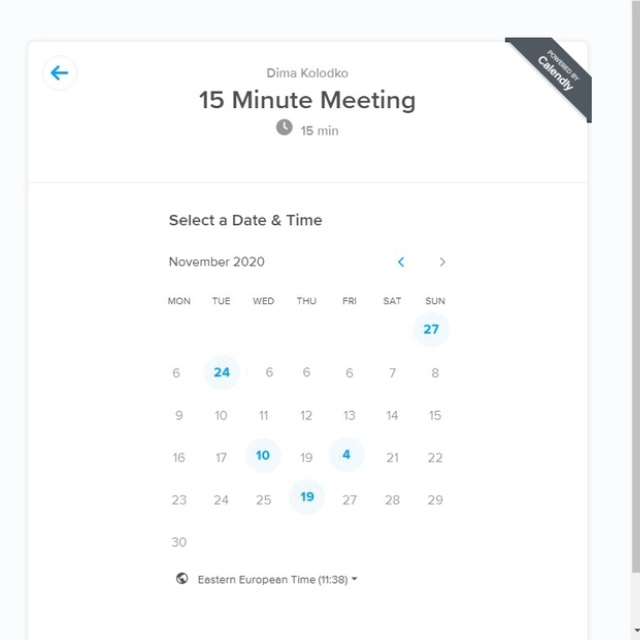 POWERED BY
Calendly
Dima Kolodko
15 Minute Meeting
15 min
Select a Date & Time
November 2020
MON TUE WED THU FRI SAT SUN
27
6 24 6 6 6 7 8
9 10 11 12 13 14 15
16 17 10 19 4 21 22
23 24 25 19 27 28 29
30
Eastern European Time (11:38)